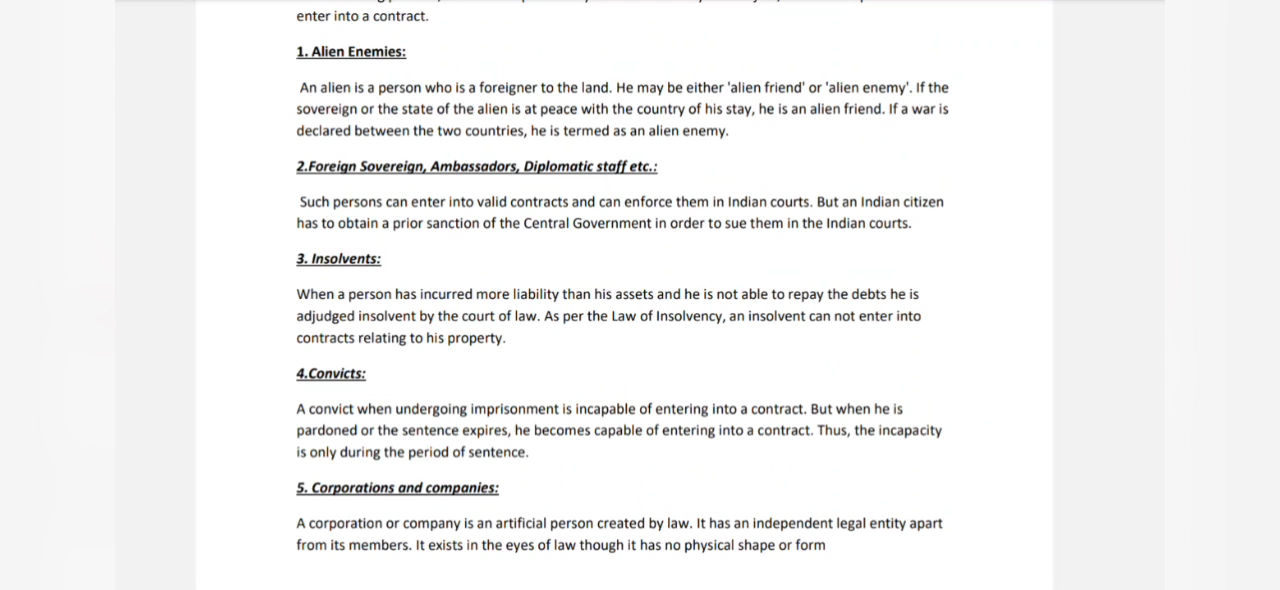 enter into a contract.
1. Alien Enemies:
An alien is a person who is a foreigner to the land. He may be either 'alien friend' or 'alien enemy'. If the
sovereign or the state of the alien is at peace with the country of his stay, he is an alien friend. If a war is
declared between the two countries, he is termed as an alien enemy.
2.Foreign Sovereign, Ambassadors, Diplomatic staff etc.:
Such persons can enter into valid contracts and can enforce them in Indian courts. But an Indian citizen
has to obtain a prior sanction of the Central Government in order to sue them in the Indian courts.
3. Insolvents:
When a person has incurred more liability than his assets and he is not able to repay the debts he is
adjudged insolvent by the court of law. As per the Law of Insolvency, an insolvent can not enter into
contracts relating to his property.
4.Convicts:
A convict when undergoing imprisonment is incapable of entering into a contract. But when he is
pardoned or the sentence expires, he becomes capable of entering into a contract. Thus, the incapacity
is only during the period of sentence.
5. Corporations and companies:
A corporation or company is an artificial person created by law. It has an independent legal entity apart
from its members. It exists in the eyes of law though it has no physical shape or form